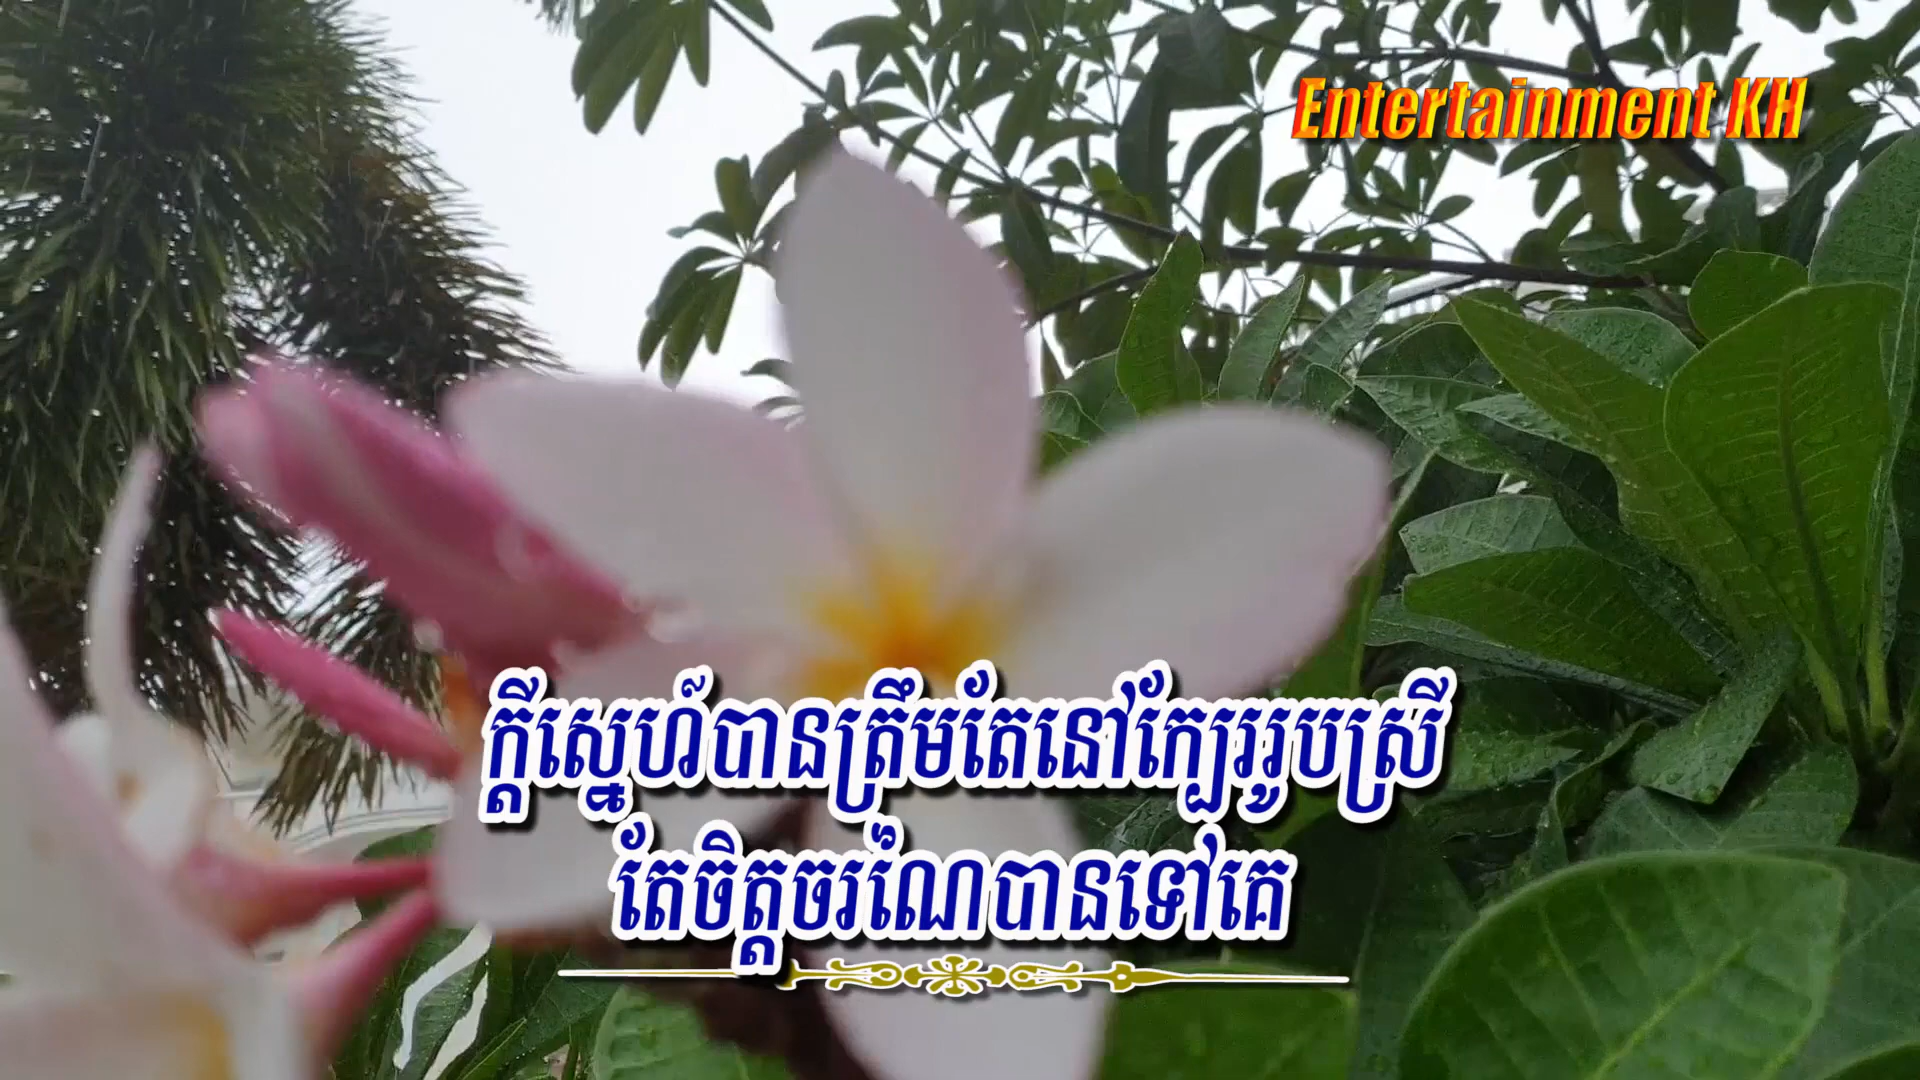 Entertainment KH
ក្ដីស្នេហ៍បានត្រឹមតែនៅក្បែររូបស្រី
តែចិត្តចរណៃបានទៅគេ